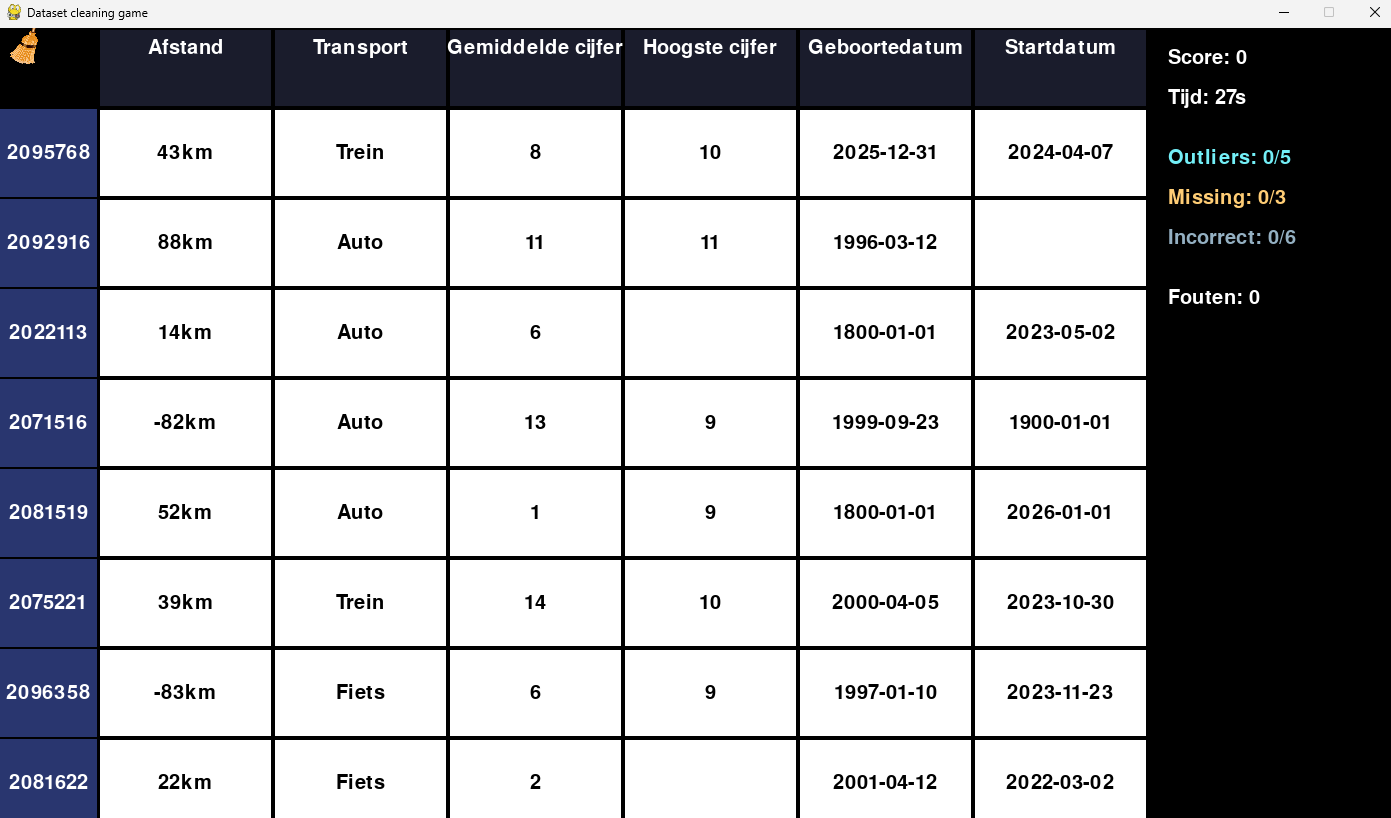 Dataset cleaning game
Afstand Transport Gemiddelde cijfer Hoogste cijfer Geboortedatum Startdatum
2095768 43km Trein 8 10 2025-12-31 2024-04-07
2092916 88km Auto 11 11 1996-03-12
2022113 14km Auto 6 1800-01-01 2023-05-02
2071516 -82km Auto 13 9 1999-09-23 1900-01-01
2081519 52km Auto 1 9 1800-01-01 2026-01-01
2075221 39km Trein 14 10 2000-04-05 2023-10-30
2096358 -83km Fiets 6 9 1997-01-10 2023-11-23
2081622 22km Fiets 2 2001-04-12 2022-03-02
Score: 0
Tijd: 27s
Outliers: 0/5
Missing: 0/3
Incorrect: 0/6
Fouten: 0